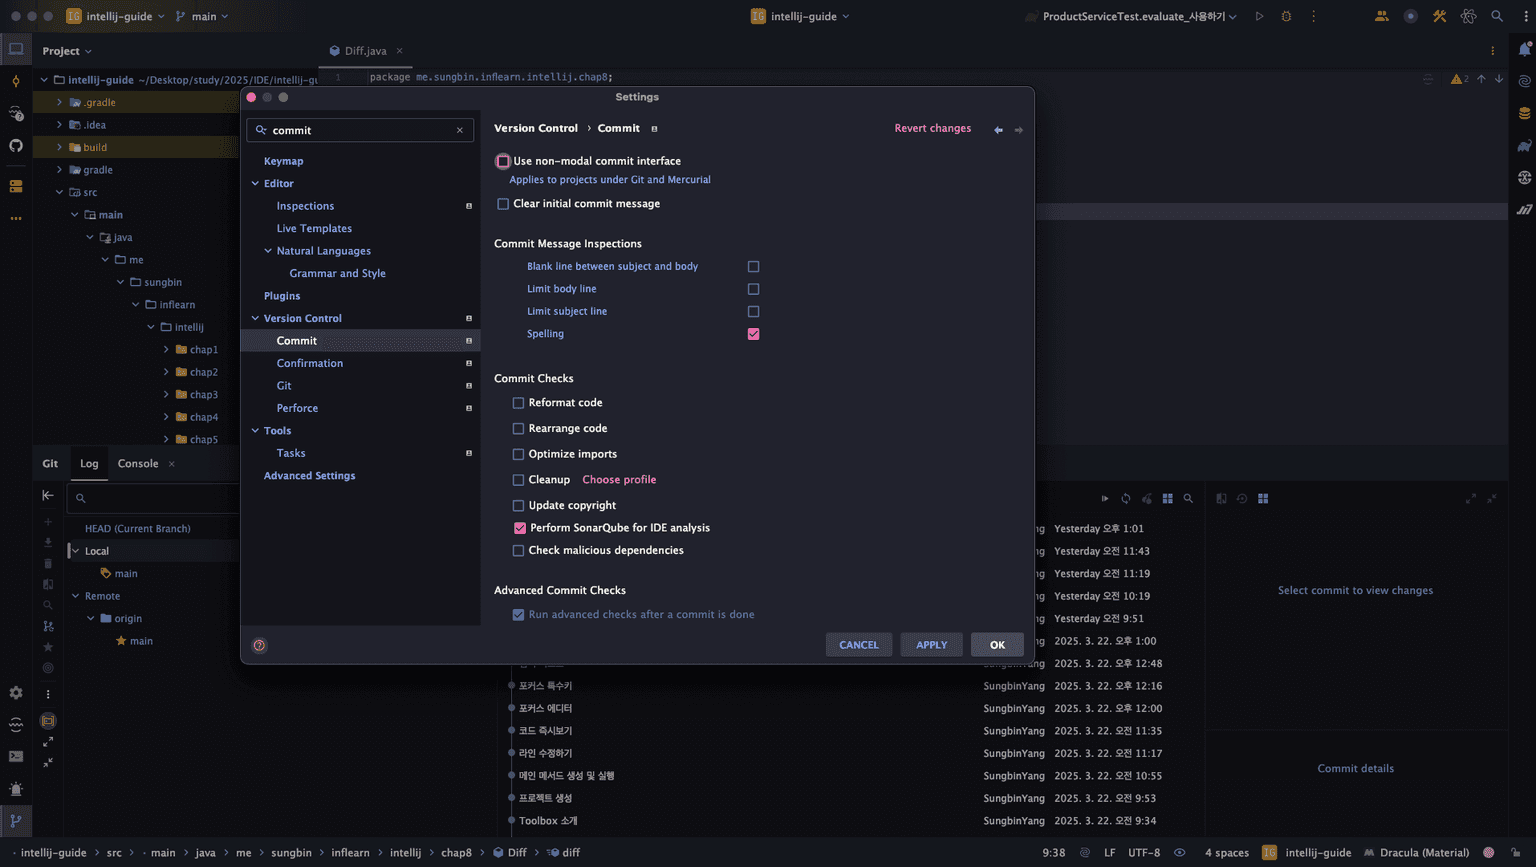 IG intellij-guide main
IG intellij-guide
ProductServiceTest.evaluate_사용하기
Project
Diff.java
intellij-guide ~/Desktop/study/2025/IDE/intellij-gu
1 package me.sungbin.inflearn.intellij.chap8;
2
.gradle
.idea
build
gradle
src
main
java
me
sungbin
inflearn
intellij
chap1
chap2
chap3
chap4
chap5
Settings
commit
Keymap
Editor
Inspections
Live Templates
Natural Languages
Grammar and Style
Plugins
Version Control
Commit
Confirmation
Git
Perforce
Tools
Tasks
Advanced Settings
Version Control › Commit
Revert changes
Use non-modal commit interface
Applies to projects under Git and Mercurial
Clear initial commit message
Commit Message Inspections
Blank line between subject and body
Limit body line
Limit subject line
Spelling
Commit Checks
Reformat code
Rearrange code
Optimize imports
Cleanup Choose profile
Update copyright
Perform SonarQube for IDE analysis
Check malicious dependencies
Advanced Commit Checks
Run advanced checks after a commit is done
CANCEL
APPLY
OK
Git Log Console
HEAD (Current Branch)
Local
main
Remote
origin
main
ng Yesterday 오후 1:01
ng Yesterday 오전 11:43
ng Yesterday 오전 11:19
ng Yesterday 오전 10:19
ng Yesterday 오전 9:51
ng 2025. 3. 22. 오후 1:00
SungbinYang 2025. 3. 22. 오후 12:48
포커스 특수키 SungbinYang 2025. 3. 22. 오후 12:16
포커스 에디터 SungbinYang 2025. 3. 22. 오후 12:00
코드 즉시보기 SungbinYang 2025. 3. 22. 오전 11:35
라인 수정하기 SungbinYang 2025. 3. 22. 오전 11:17
메인 메서드 생성 및 실행 SungbinYang 2025. 3. 22. 오전 10:55
프로젝트 생성 SungbinYang 2025. 3. 22. 오전 9:53
Toolbox 소개 SungbinYang 2025. 3. 22. 오전 9:34
Select commit to view changes
Commit details
intellij-guide › src › main › java › me › sungbin › inflearn › intellij › chap8 › Diff › diff
9:38 LF UTF-8 4 spaces IG intellij-guide Dracula (Material)